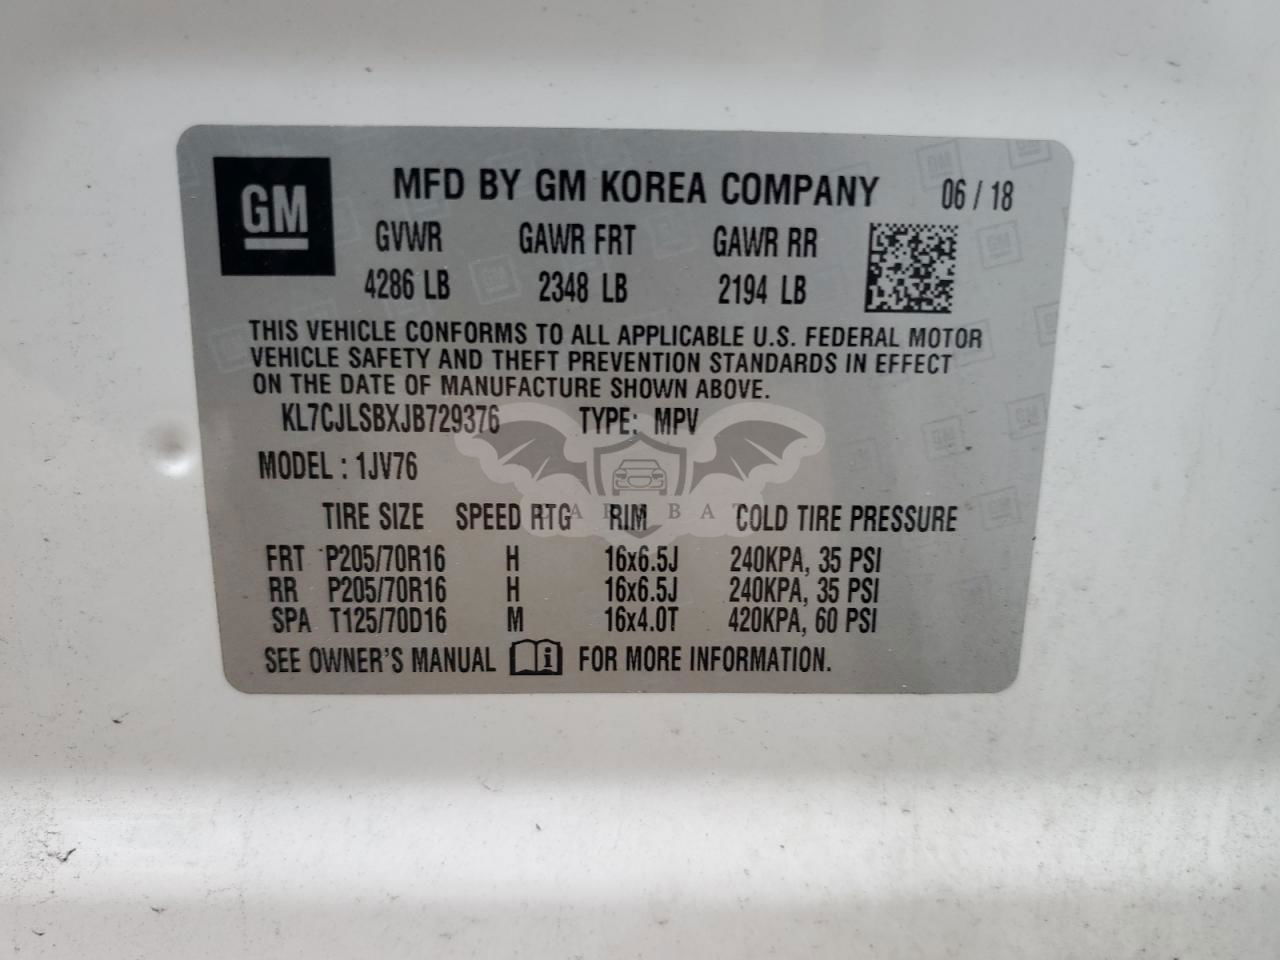 GM
MFD BY GM KOREA COMPANY 06 / 18
GVWR GAWR FRT GAWR RR
4286 LB 2348 LB 2194 LB
THIS VEHICLE CONFORMS TO ALL APPLICABLE U.S. FEDERAL MOTOR
VEHICLE SAFETY AND THEFT PREVENTION STANDARDS IN EFFECT
ON THE DATE OF MANUFACTURE SHOWN ABOVE.
KL7CJLSBXJB729376 TYPE: MPV
MODEL : 1JV76
TIRE SIZE SPEED RTG RIM COLD TIRE PRESSURE
FRT P205/70R16 H 16x6.5J 240KPA, 35 PSI
RR P205/70R16 H 16x6.5J 240KPA, 35 PSI
SPA T125/70D16 M 16x4.0T 420KPA, 60 PSI
SEE OWNER'S MANUAL i FOR MORE INFORMATION.